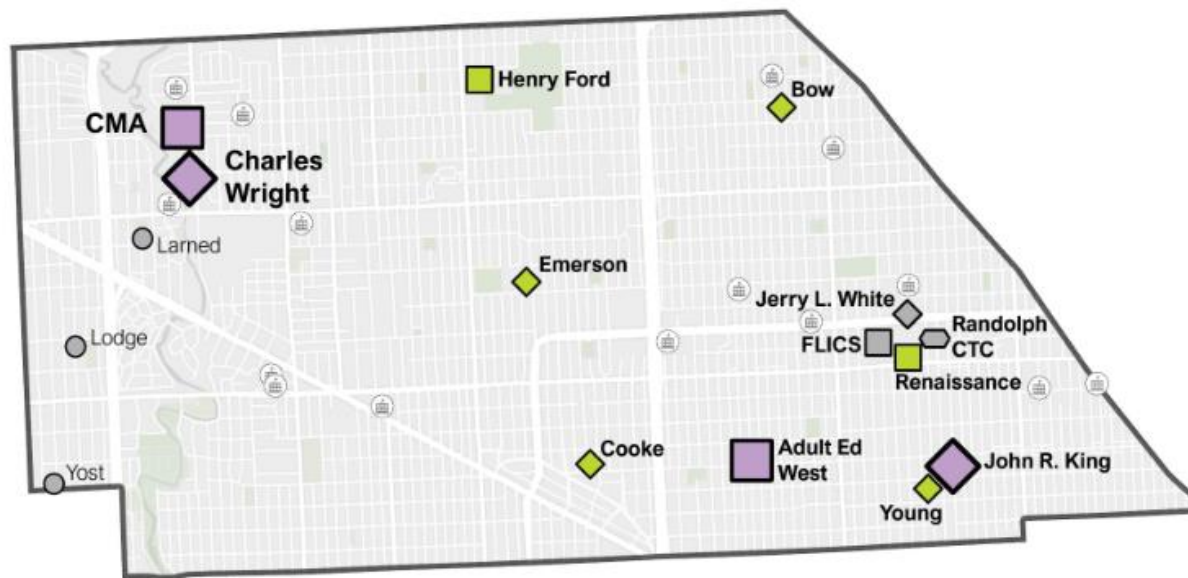 Henry Ford
Bow
CMA
Charles
Wright
Larned
Emerson
Jerry L. White
Lodge
FLICS
Randolph
CTC
Renaissance
Cooke
Adult Ed
West
John R. King
Yost
Young